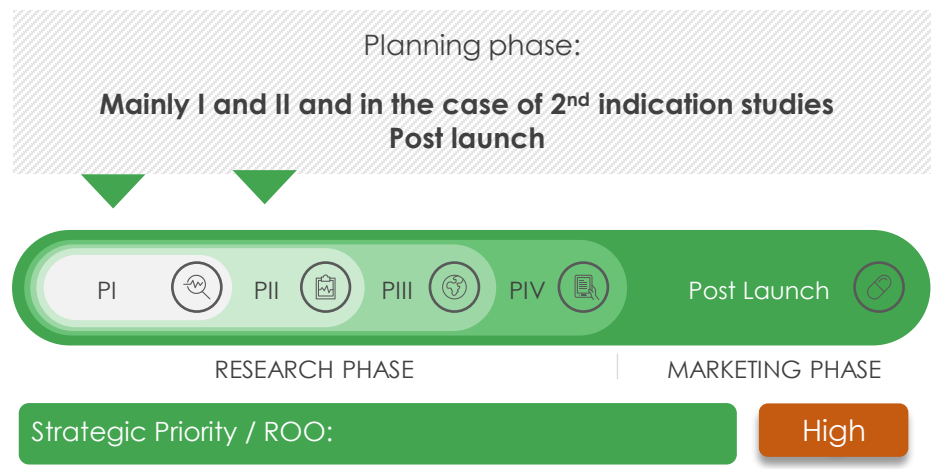 Planning phase:
Mainly I and II and in the case of 2nd indication studies
Post launch
PI
PII
PIII
PIV
Post Launch
RESEARCH PHASE
MARKETING PHASE
Strategic Priority / ROO:
High